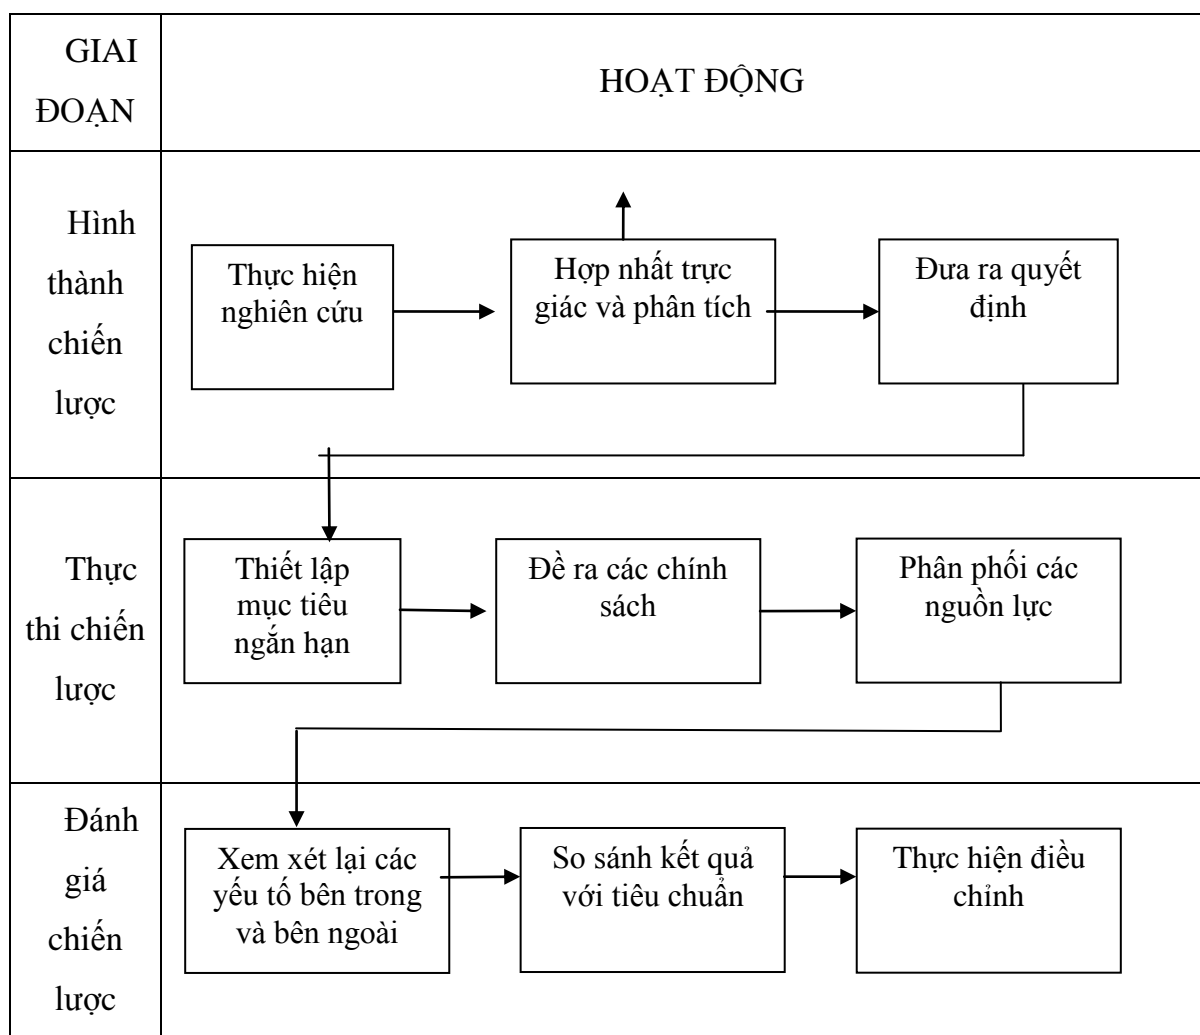 GIAI
ĐOẠN
HOẠT ĐỘNG
Hình
thành
chiến
lược
Thực hiện
nghiên cứu
Hợp nhất trực
giác và phân tích
Đưa ra quyết
định
Thực
thi chiến
lược
Thiết lập
mục tiêu
ngắn hạn
Đề ra các chính
sách
Phân phối các
nguồn lực
Đánh
giá
chiến
lược
Xem xét lại các
yếu tố bên trong
và bên ngoài
So sánh kết quả
với tiêu chuẩn
Thực hiện điều
chỉnh